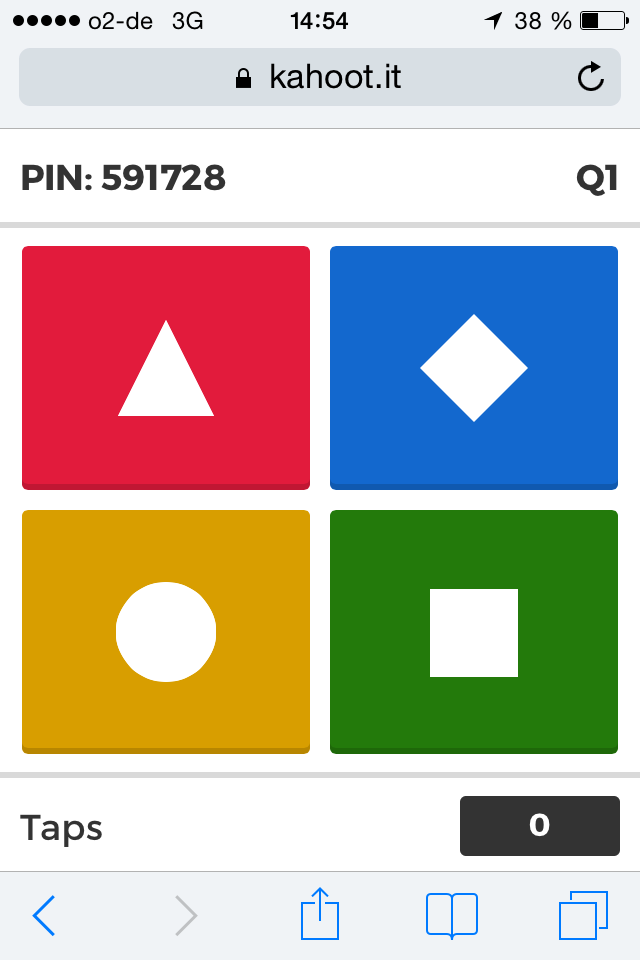 o2-de 3G 14:54 38 %
kahoot.it
PIN: 591728 Q1
Taps 0